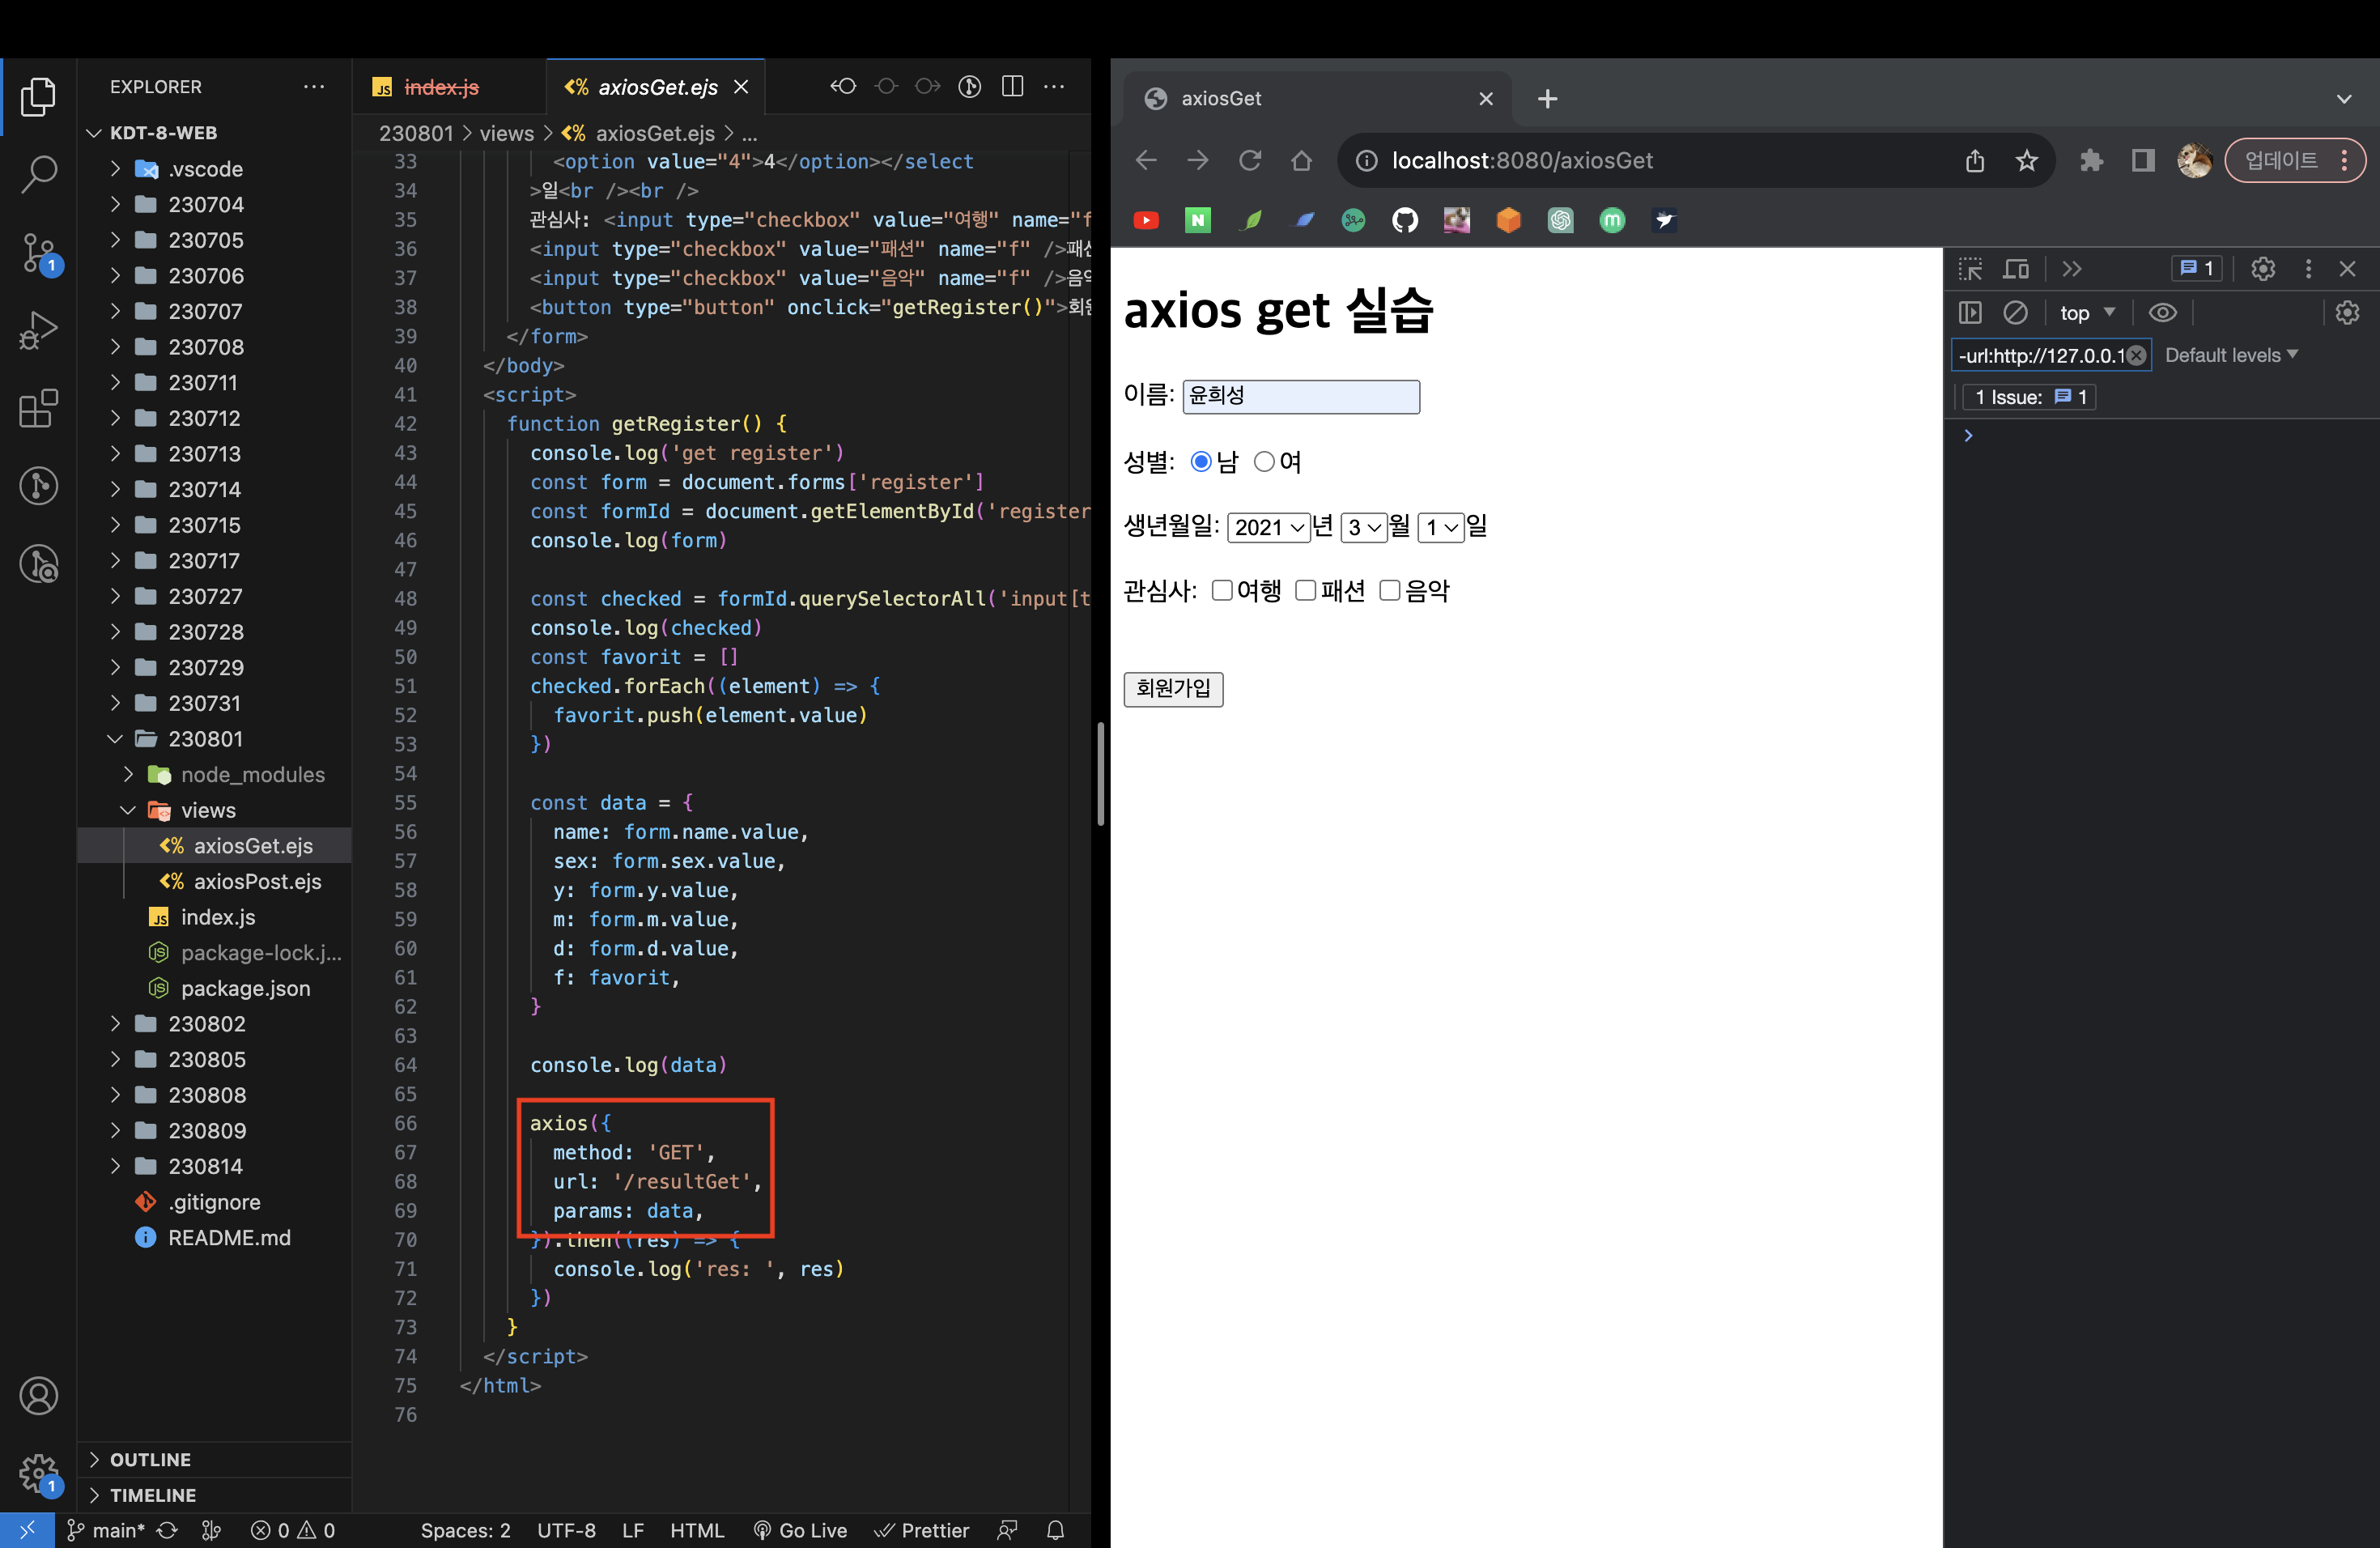 EXPLORER
KDT-8-WEB
.vscode
230704
230705
230706
230707
230708
230711
230712
230713
230714
230715
230717
230727
230728
230729
230731
230801
node_modules
views
axiosGet.ejs
axiosPost.ejs
index.js
package-lock.j...
package.json
230802
230805
230808
230809
230814
.gitignore
README.md
OUTLINE
TIMELINE
index.js
axiosGet.ejs
230801 > views > axiosGet.ejs > ...
33 <option value="4">4</option></select
34 >일<br /><br />
35 관심사: <input type="checkbox" value="여행" name="f
36 <input type="checkbox" value="패션" name="f" />패션
37 <input type="checkbox" value="음악" name="f" />음악
38 <button type="button" onclick="getRegister()">회원
39 </form>
40 </body>
41 <script>
42 function getRegister() {
43 console.log('get register')
44 const form = document.forms['register']
45 const formId = document.getElementById('register
46 console.log(form)
47
48 const checked = formId.querySelectorAll('input[t
49 console.log(checked)
50 const favorit = []
51 checked.forEach((element) => {
52 favorit.push(element.value)
53 })
54
55 const data = {
56 name: form.name.value,
57 sex: form.sex.value,
58 y: form.y.value,
59 m: form.m.value,
60 d: form.d.value,
61 f: favorit,
62 }
63
64 console.log(data)
65
66 axios({
67 method: 'GET',
68 url: '/resultGet',
69 params: data,
70 }).then((res) => {
71 console.log('res: ', res)
72 })
73 }
74 </script>
75 </html>
76
1
1
main* 0 0 Spaces: 2 UTF-8 LF HTML Go Live Prettier
axiosGet
localhost:8080/axiosGet
업데이트
axios get 실습
이름: 윤희성
성별: 남 여
생년월일: 2021 년 3 월 1 일
관심사: 여행 패션 음악
회원가입
1
top
-url:http://127.0.0.1 Default levels
1 Issue: 1